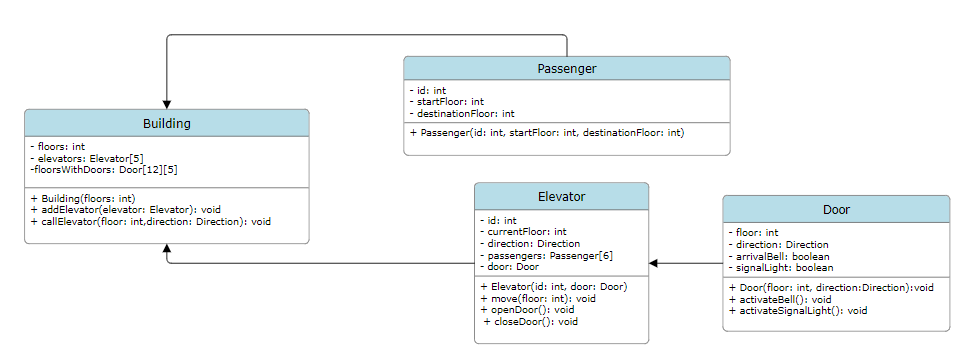 Passenger
- id: int
- startFloor: int
- destinationFloor: int
+ Passenger(id: int, startFloor: int, destinationFloor: int)
Building
- floors: int
- elevators: Elevator[5]
-floorsWithDoors: Door[12][5]
+ Building(floors: int)
+ addElevator(elevator: Elevator): void
+ callElevator(floor: int,direction: Direction): void
Elevator
- id: int
- currentFloor: int
- direction: Direction
- passengers: Passenger[6]
- door: Door
+ Elevator(id: int, door: Door)
+ move(floor: int): void
+ openDoor(): void
+ closeDoor(): void
Door
- floor: int
- direction: Direction
- arrivalBell: boolean
- signalLight: boolean
+ Door(floor: int, direction:Direction):void
+ activateBell(): void
+ activateSignalLight(): void